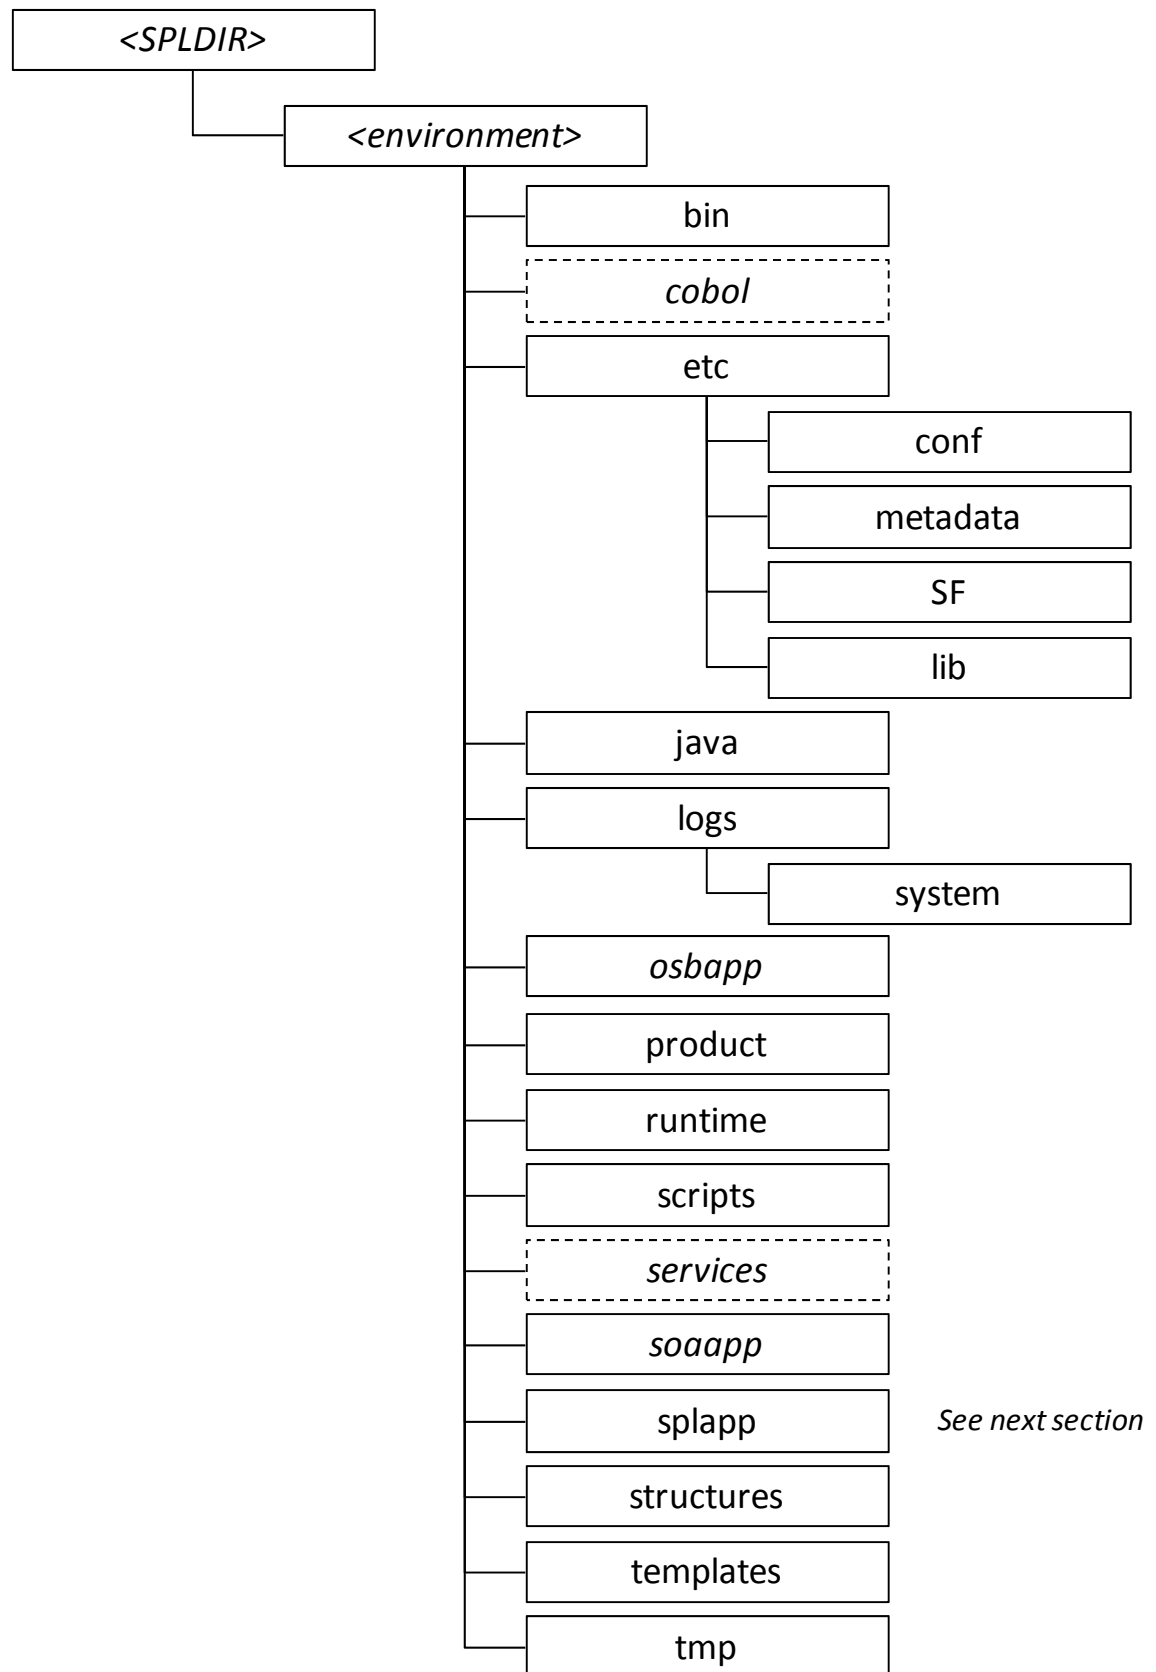 <SPLDIR>
<environment>
bin
cobol
etc
conf
metadata
SF
lib
java
logs
system
osbapp
product
runtime
scripts
services
soaapp
splapp
See next section
structures
templates
tmp